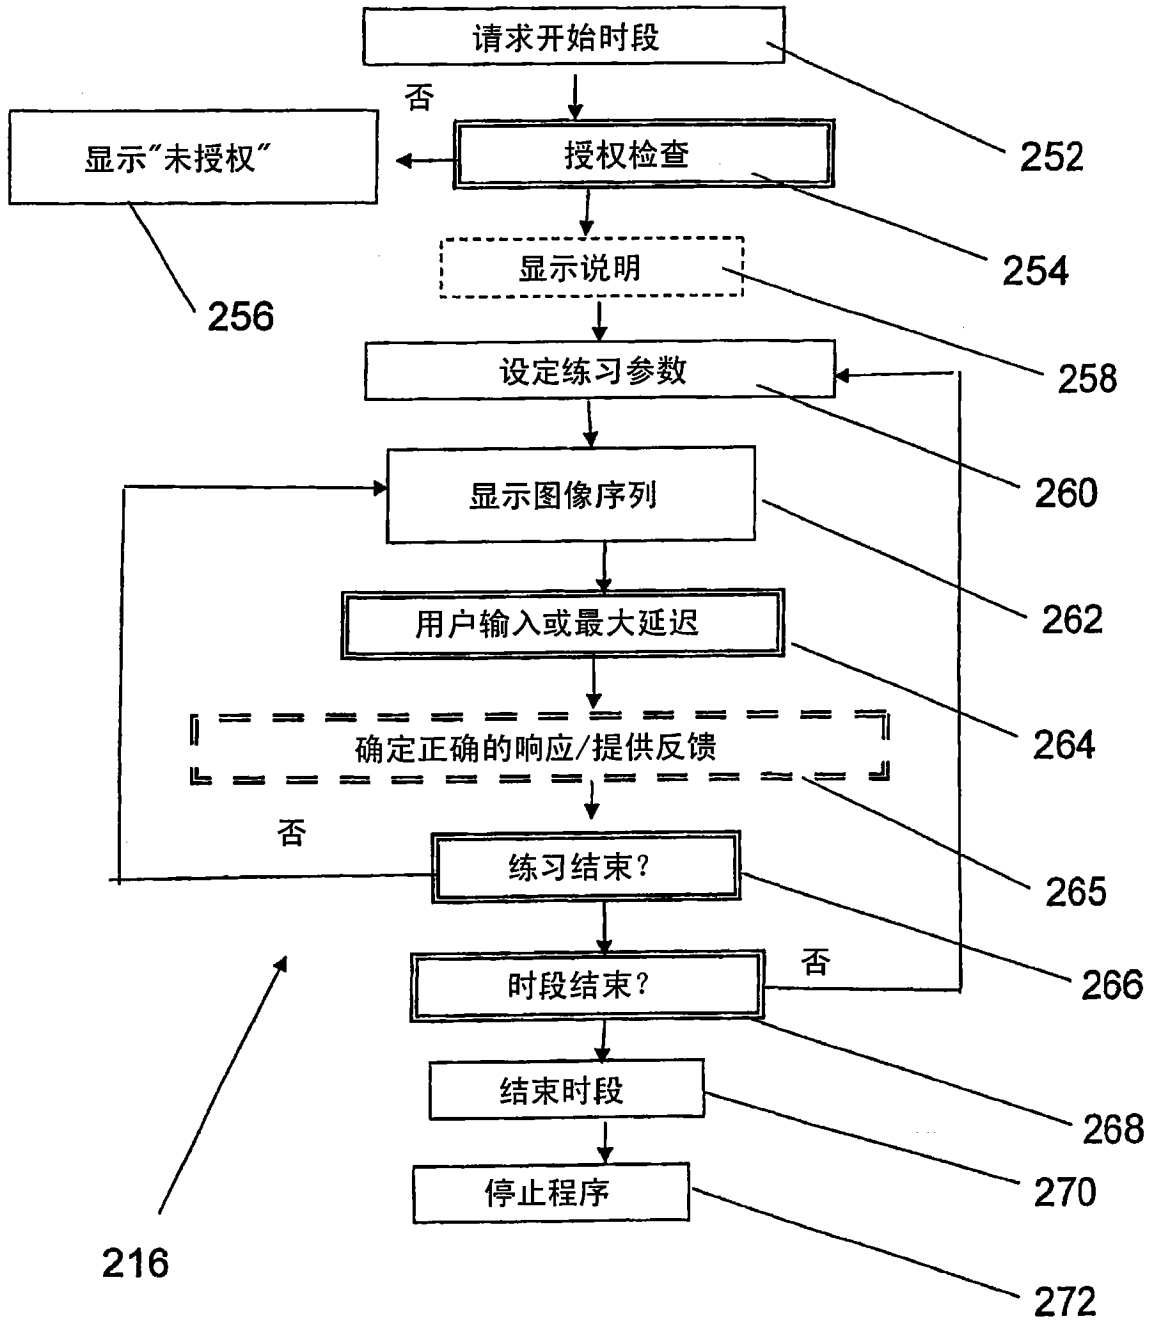 请求开始时段
否
显示"未授权"
授权检查
252
显示说明
254
256
设定练习参数
258
显示图像序列
260
用户输入或最大延迟
262
确定正确的响应/提供反馈
264
否
练习结束?
265
时段结束?
否
266
结束时段
268
停止程序
270
216
272